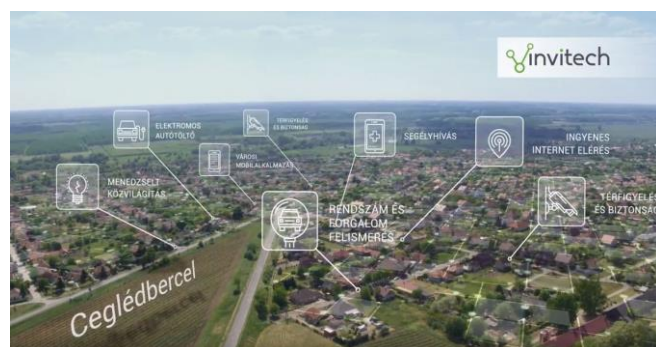 invitech
ELEKTROMOS
AUTÓTÖLTŐ
TÉRFIGYELÉS
ÉS BIZTONSÁG
SEGÉLYHÍVÁS
INGYENES
INTERNET ELÉRÉS
VÁROSI
MOBILALKALMAZÁS
MENEDZSELT
KÖZVILÁGÍTÁS
RENDSZÁM ÉS
FORGALOM
FELISMERÉS
TÉRFIGYELÉS
ÉS BIZTONSÁG
Ceglédbercel